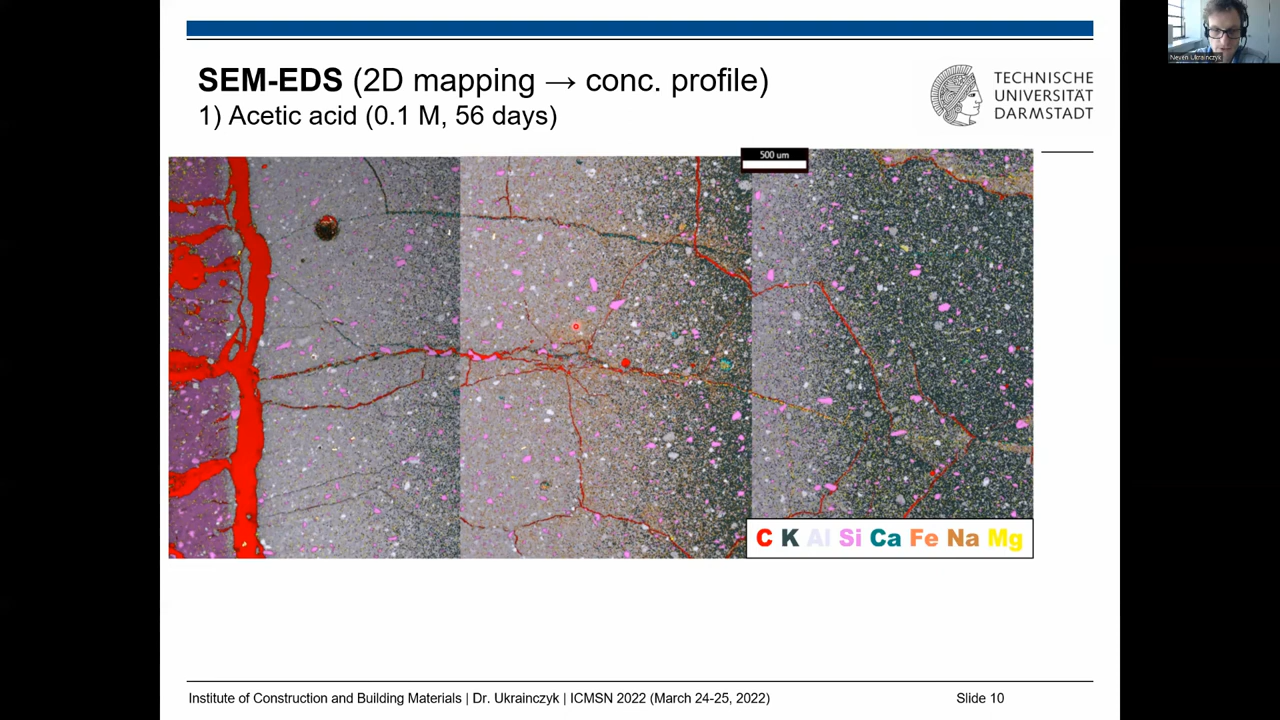 SEM-EDS (2D mapping → conc. profile)
1) Acetic acid (0.1 M, 56 days)
TECHNISCHE
UNIVERSITÄT
DARMSTADT
Neven Ukrainczyk
500 um
C K Al Si Ca Fe Na Mg
Institute of Construction and Building Materials | Dr. Ukrainczyk | ICMSN 2022 (March 24-25, 2022)
Slide 10